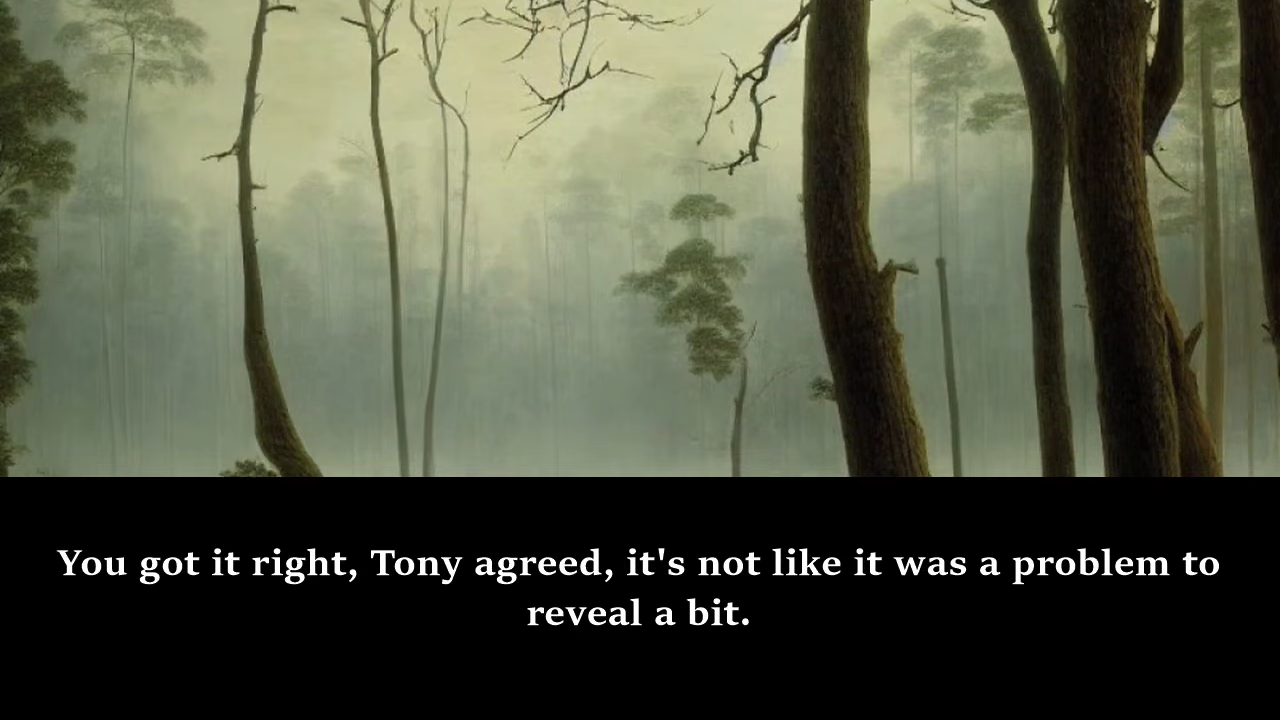 You got it right, Tony agreed, it's not like it was a problem to
reveal a bit.